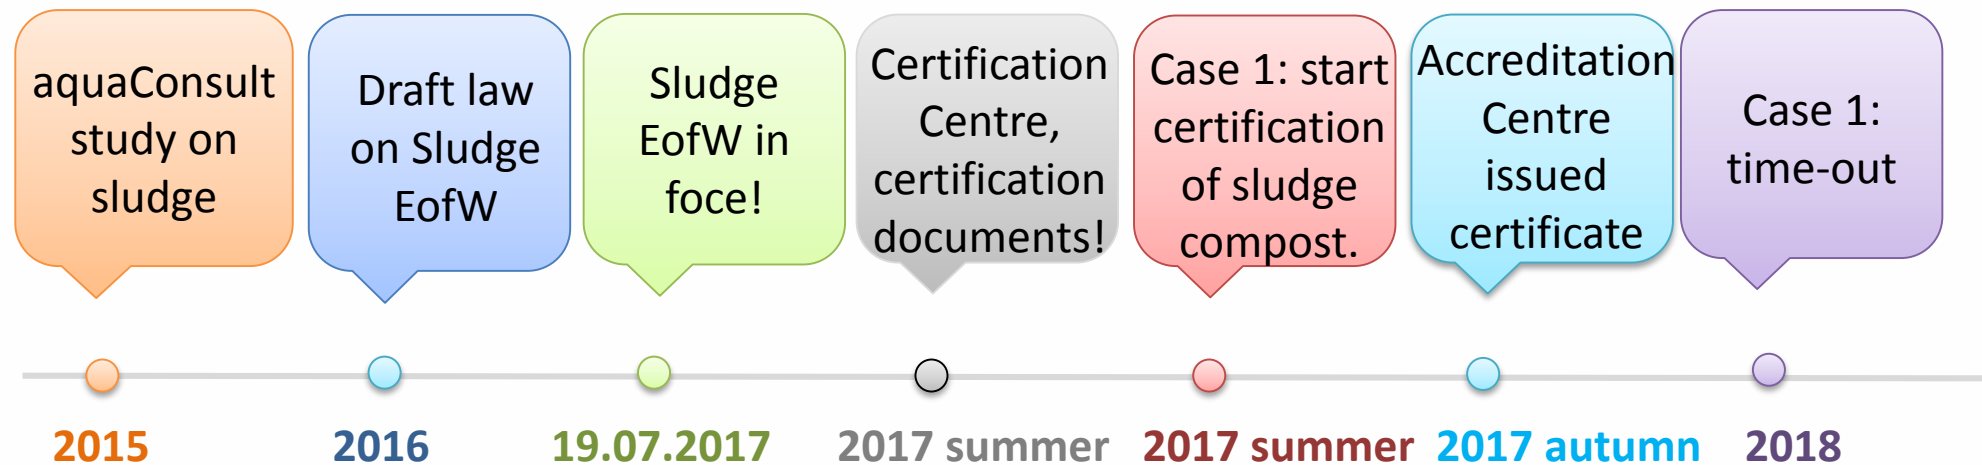 aquaConsult
study on
sludge
Draft law
on Sludge
EofW
Sludge
EofW in
foce!
Certification
Centre,
certification
documents!
Case 1: start
certification
of sludge
compost.
Accreditation
Centre
issued
certificate
Case 1:
time-out
2015
2016
19.07.2017
2017 summer
2017 summer
2017 autumn
2018